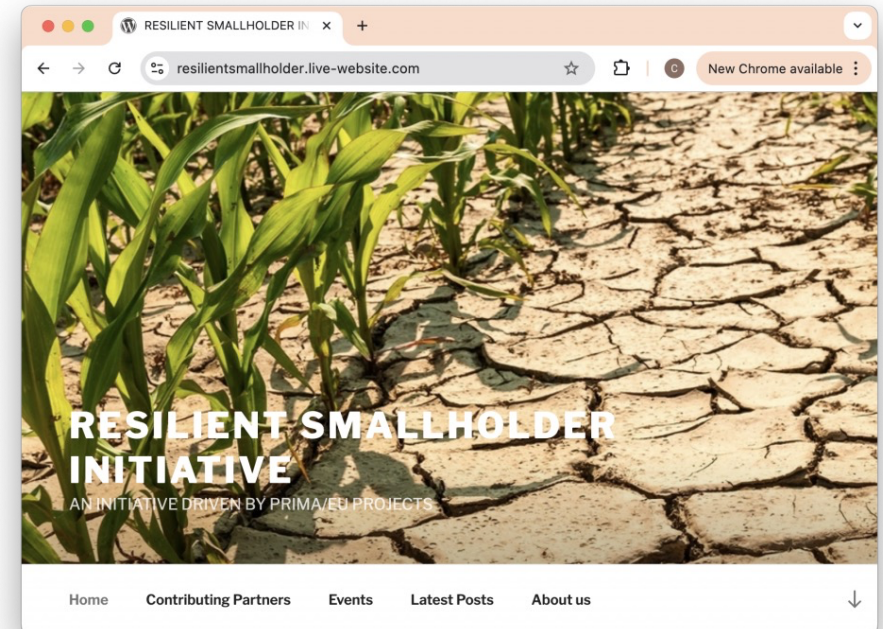 RESILIENT SMALLHOLDER IN
resilientsmallholder.live-website.com
C
New Chrome available
RESILIENT SMALLHOLDER
INITIATIVE
AN INITIATIVE DRIVEN BY PRIMA/EU PROJECTS
Home Contributing Partners Events Latest Posts About us